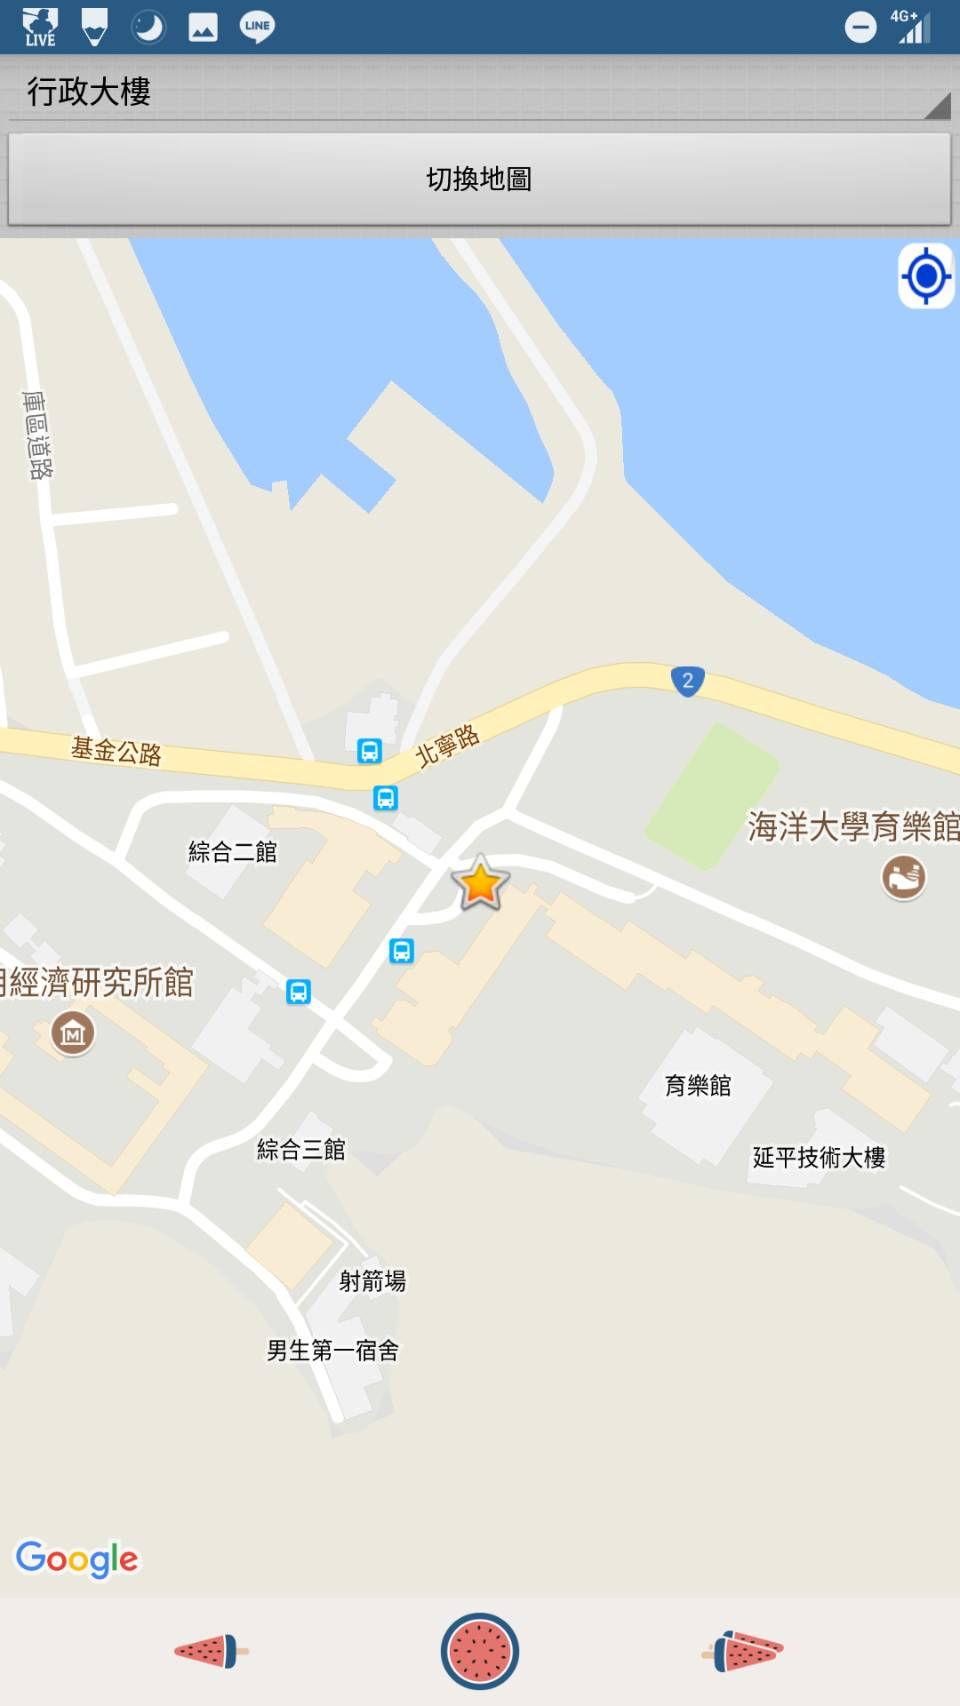 LIVE
LINE
4G+
行政大樓
切換地圖
庫區道路
2
基金公路
北寧路
海洋大學育樂館
綜合二館
經濟研究所館
M
育樂館
綜合三館
延平技術大樓
射箭場
男生第一宿舍
Google